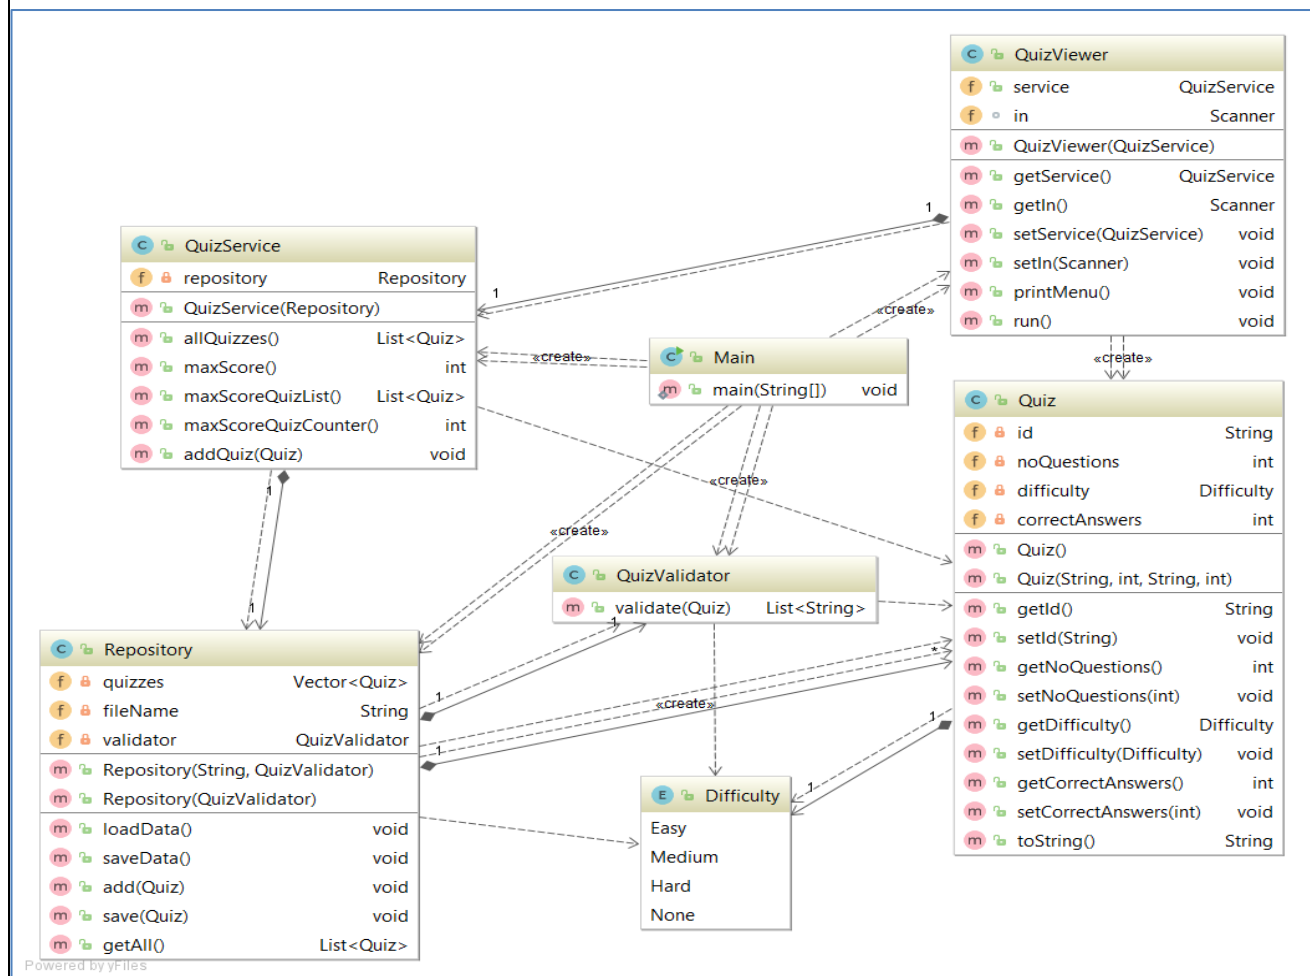 QuizViewer
service QuizService
in Scanner
QuizViewer(QuizService)
getService() QuizService
getIn() Scanner
setService(QuizService) void
setIn(Scanner) void
printMenu() void
run() void
QuizService
repository Repository
QuizService(Repository)
allQuizzes() List<Quiz>
maxScore() int
maxScoreQuizList() List<Quiz>
maxScoreQuizCounter() int
addQuiz(Quiz) void
1
1
«create»
«create»
«create»
Main
main(String[]) void
Quiz
id String
noQuestions int
difficulty Difficulty
correctAnswers int
Quiz()
Quiz(String, int, String, int)
getId() String
setId(String) void
getNoQuestions() int
setNoQuestions(int) void
getDifficulty() Difficulty
setDifficulty(Difficulty) void
getCorrectAnswers() int
setCorrectAnswers(int) void
toString() String
1
1
«create»
«create»
QuizValidator
validate(Quiz) List<String>
1
1
*
1
«create»
1
1
Repository
quizzes Vector<Quiz>
fileName String
validator QuizValidator
Repository(String, QuizValidator)
Repository(QuizValidator)
loadData() void
saveData() void
add(Quiz) void
save(Quiz) void
getAll() List<Quiz>
Difficulty
Easy
Medium
Hard
None
Powered by yFiles